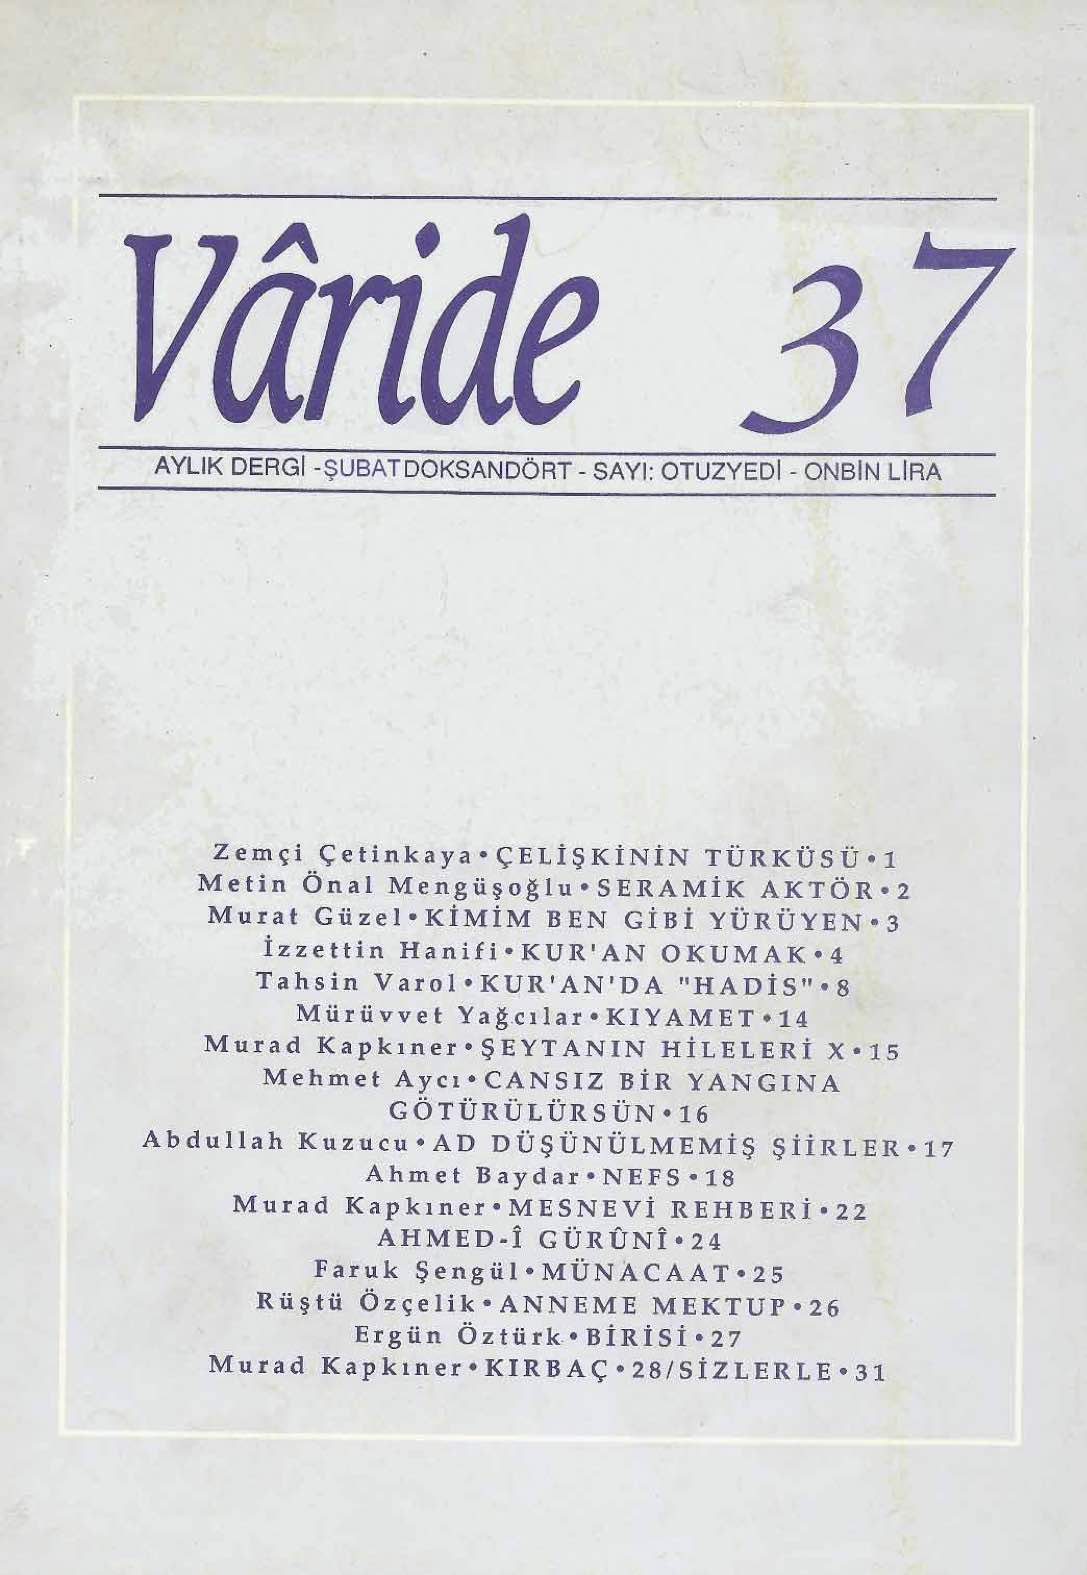 Vâride 37
AYLIK DERGİ -ŞUBAT DOKSANDÖRT - SAYI: OTUZYEDİ - ONBİN LİRA
Zemçi Çetinkaya•ÇELİŞKİNİN TÜRKÜSÜ•1
Metin Önal Mengüşoğlu•SERAMİK AKTÖR•2
Murat Güzel•KİMİM BEN GİBİ YÜRÜYEN•3
İzzettin Hanifi•KUR'AN OKUMAK•4
Tahsin Varol•KUR'AN'DA "HADİS"•8
Mürüvvet Yağcılar•KIYAMET•14
Murad Kapkıner•ŞEYTANIN HİLELERİ X•15
Mehmet Aycı•CANSIZ BİR YANGINA
GÖTÜRÜLÜRSÜN•16
Abdullah Kuzucu•AD DÜŞÜNÜLMEMİŞ ŞİİRLER•17
Ahmet Baydar•NEFS•18
Murad Kapkıner•MESNEVİ REHBERİ•22
AHMED-Î GÜRÛNÎ•24
Faruk Şengül•MÜNACAAT•25
Rüştü Özçelik•ANNEME MEKTUP•26
Ergün Öztürk•BİRİSİ•27
Murad Kapkıner•KIRBAÇ•28/SİZLERLE•31